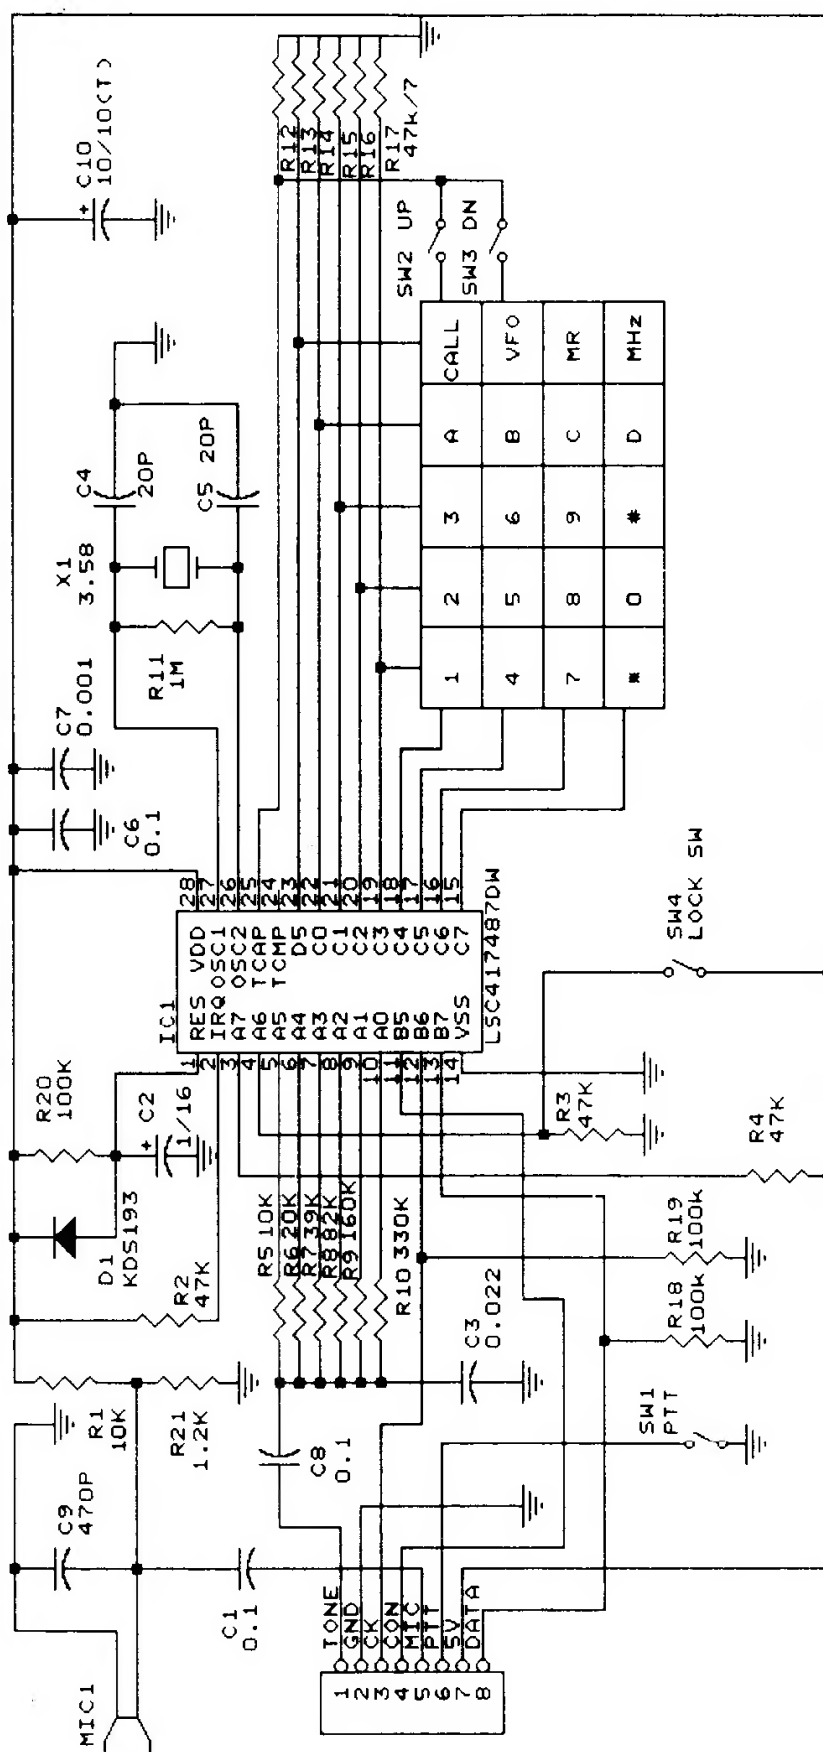 C10
10/10(T)
R12
R13
R14
R15
R16
R17
47k/7
SW2 UP
SW3 DN
C4
20P
C5
20P
X1
3.58
R11
1M
C7
0.001
C6
0.1
CALL
VFO
MR
MHz
A
B
C
D
3
6
9
#
2
5
8
0
1
4
7
*
28
27
26
25
24
23
22
21
20
19
18
17
16
15
IC1
RES VDD
IRQ OSC1
A7 OSC2
A6 TCAP
A5 TCMP
A4 D5
A3 C0
A2 C1
A1 C2
A0 C3
B5 C4
B6 C5
B7 C6
VSS C7
LSC417487DW
1
2
3
4
5
6
7
8
9
10
11
12
13
14
SW4
LOCK SW
R20
100K
C2
1/16
D1
KDS193
R2
47K
R3
47K
R4
47K
R5 10K
R6 20K
R7 39K
R8 82K
R9 160K
R10 330K
R19
100k
R18
100k
C3
0.022
R1
10K
R21
1.2K
C8
0.1
SW1
PTT
C9
470P
C1
0.1
MIC1
TONE
GND
CK
CON
MIC
PTT
5V
DATA
1
2
3
4
5
6
7
8